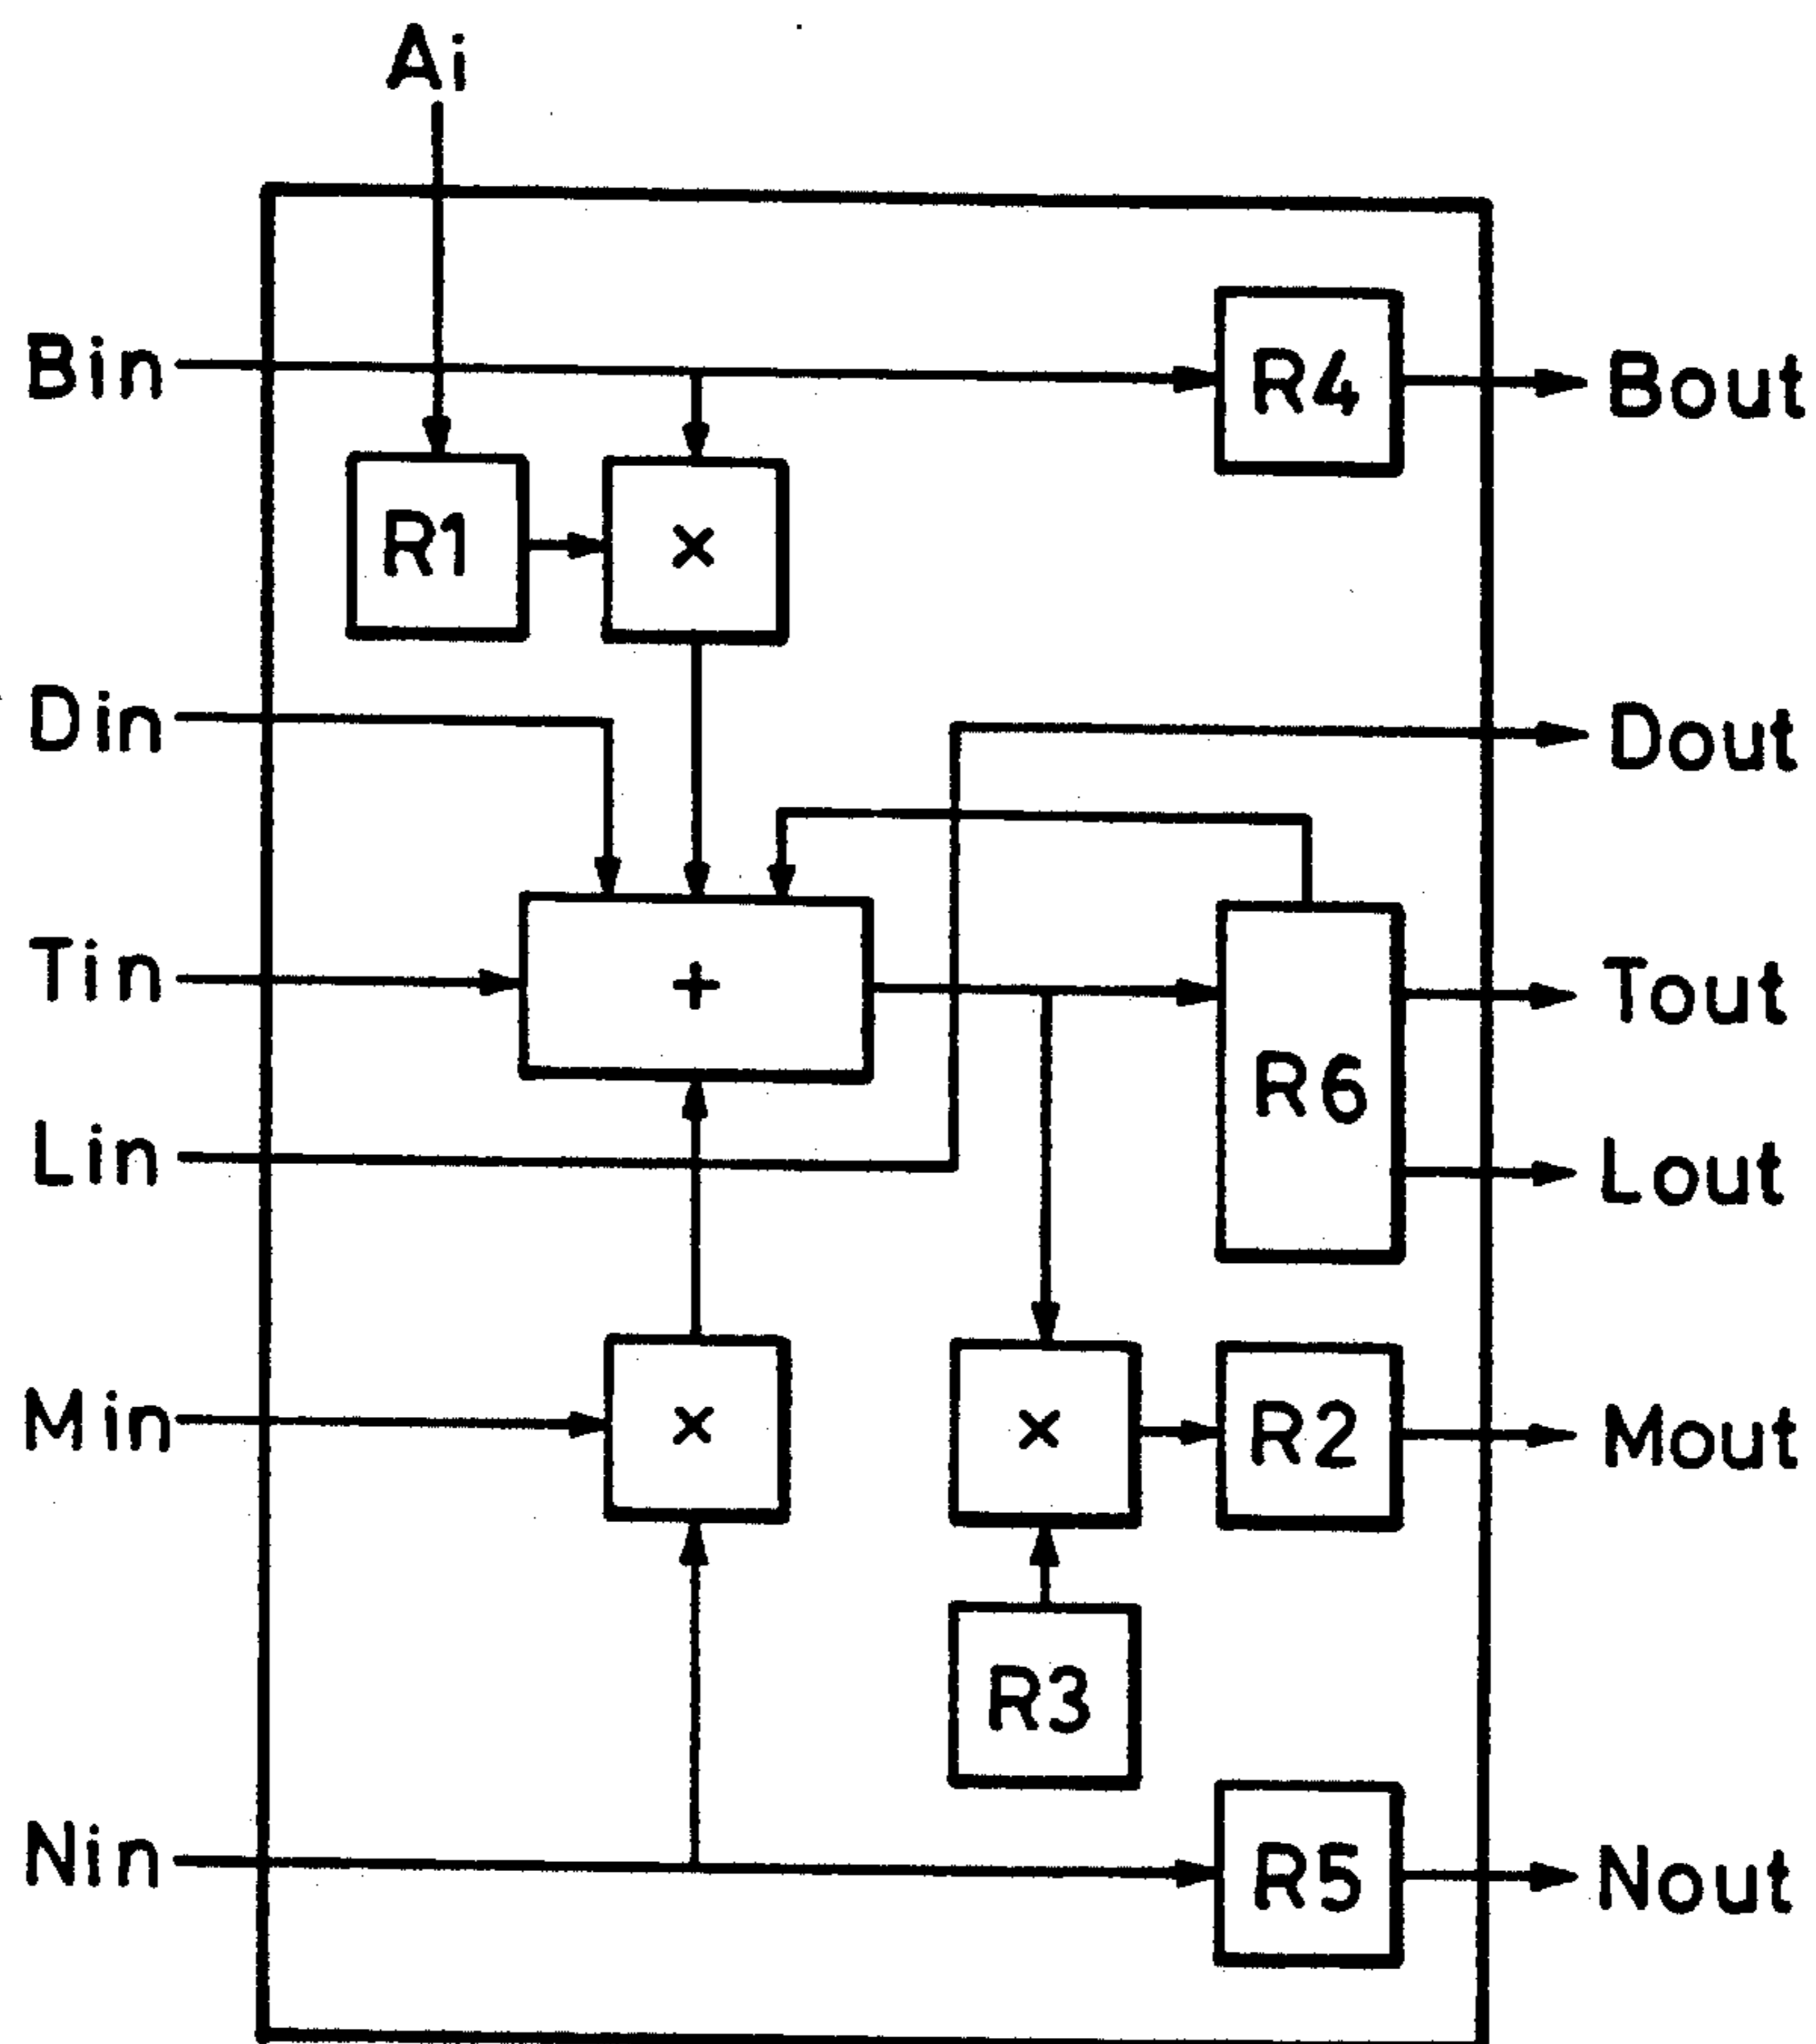 Ai
Bin
R4
Bout
R1
×
Din
Dout
Tin
+
Tout
R6
Lin
Lout
Min
×
×
R2
Mout
R3
Nin
R5
Nout